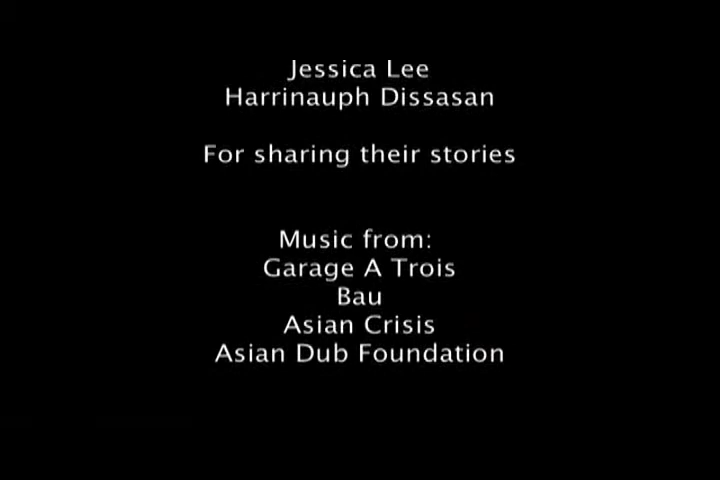 Jessica Lee
Harrinauph Dissasan
For sharing their stories
Music from:
Garage A Trois
Bau
Asian Crisis
Asian Dub Foundation